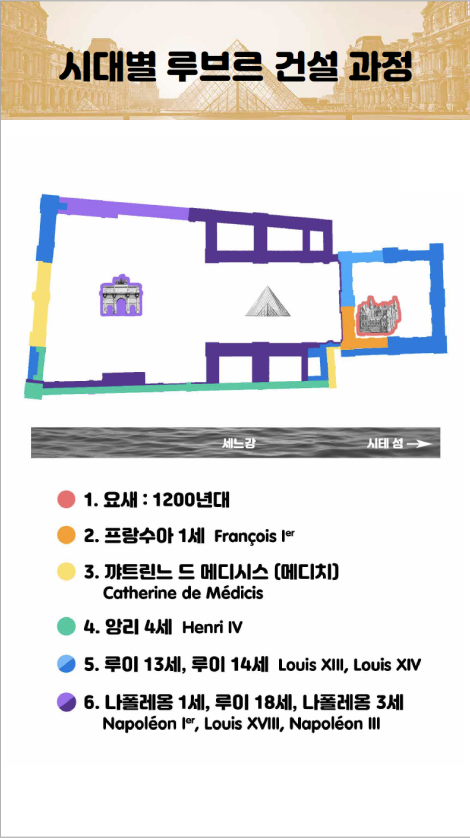 시대별 루브르 건설 과정
세느강
시테 섬
1. 요새 : 1200년대
2. 프랑수아 1세 François Iᵉʳ
3. 꺄트린느 드 메디시스 (메디치)
Catherine de Médicis
4. 앙리 4세 Henri IV
5. 루이 13세, 루이 14세 Louis XIII, Louis XIV
6. 나폴레옹 1세, 루이 18세, 나폴레옹 3세
Napoléon Iᵉʳ, Louis XVIII, Napoléon III